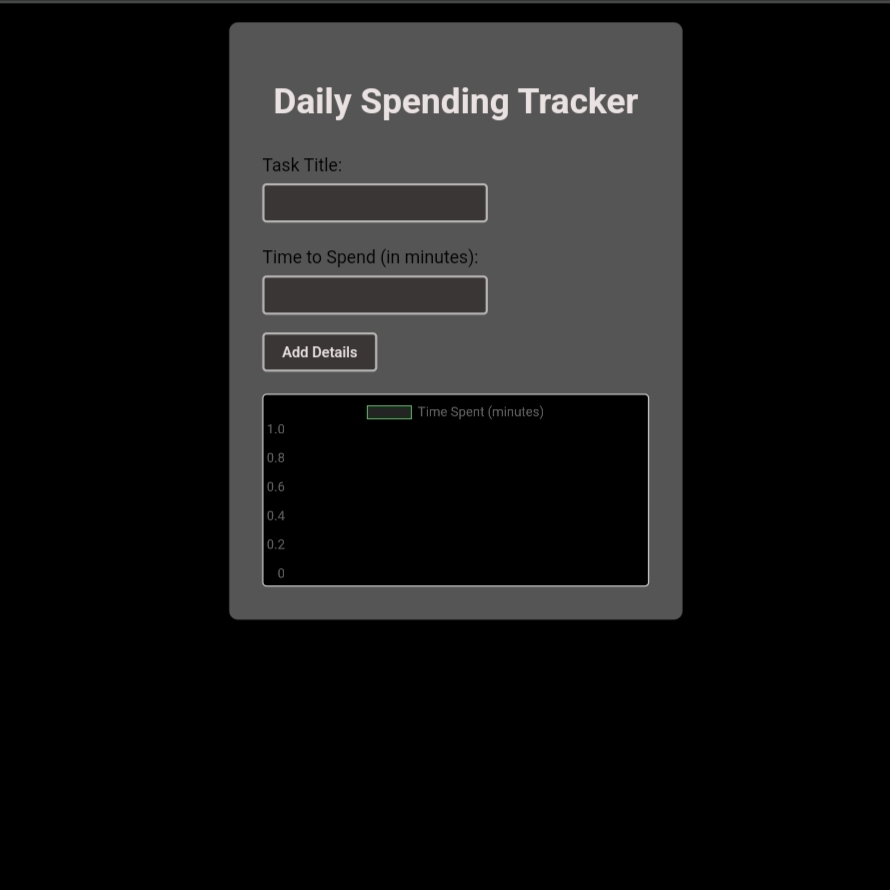 Daily Spending Tracker
Task Title:
Time to Spend (in minutes):
Add Details
Time Spent (minutes)
1.0
0.8
0.6
0.4
0.2
0